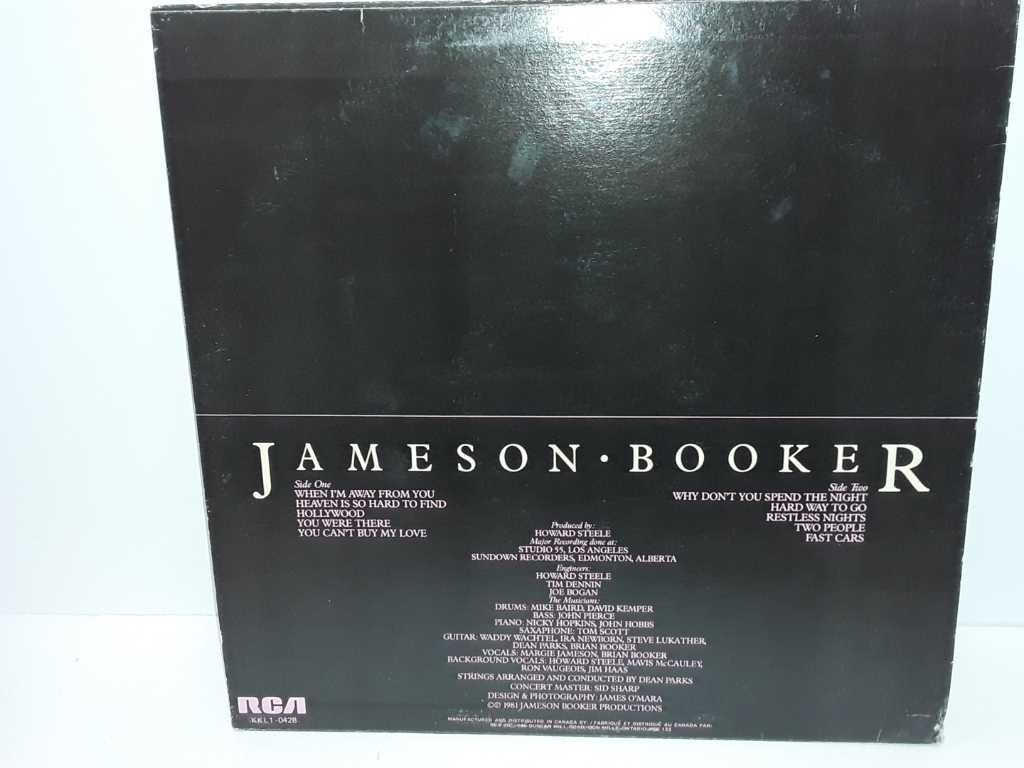 JAMESON · BOOKER
Side One
WHEN I'M AWAY FROM YOU
HEAVEN IS SO HARD TO FIND
HOLLYWOOD
YOU WERE THERE
YOU CAN'T BUY MY LOVE
Side Two
WHY DON'T YOU SPEND THE NIGHT
HARD WAY TO GO
RESTLESS NIGHTS
TWO PEOPLE
FAST CARS
Produced by:
HOWARD STEELE
Major Recording done at:
STUDIO 55, LOS ANGELES
SUNDOWN RECORDERS, EDMONTON, ALBERTA
Engineers:
HOWARD STEELE
TIM DENNIN
JOE BOGAN
The Musicians:
DRUMS: MIKE BAIRD, DAVID KEMPER
BASS: JOHN PIERCE
PIANO: NICKY HOPKINS, JOHN HOBBS
SAXAPHONE: TOM SCOTT
GUITAR: WADDY WACHTEL, IRA NEWBORN, STEVE LUKATHER,
DEAN PARKS, BRIAN BOOKER
VOCALS: MARGIE JAMESON, BRIAN BOOKER
BACKGROUND VOCALS: HOWARD STEELE, MAVIS McCAULEY,
RON VAUGEOIS, JIM HAAS
STRINGS ARRANGED AND CONDUCTED BY DEAN PARKS
CONCERT MASTER: SID SHARP
DESIGN & PHOTOGRAPHY: JAMES O'MARA
©℗ 1981 JAMESON BOOKER PRODUCTIONS
RCA
KKL1-0428
MANUFACTURED AND DISTRIBUTED IN CANADA BY: / FABRIQUÉ ET DISTRIBUÉ AU CANADA PAR: